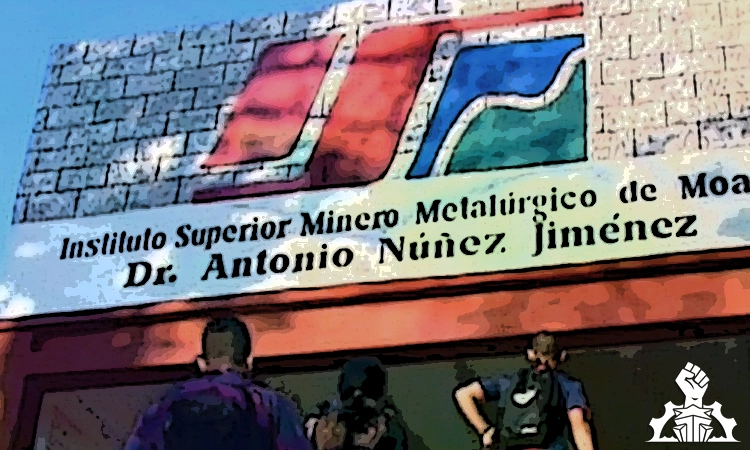 Instituto Superior Minero Metalúrgico de Moa
Dr. Antonio Núñez Jiménez